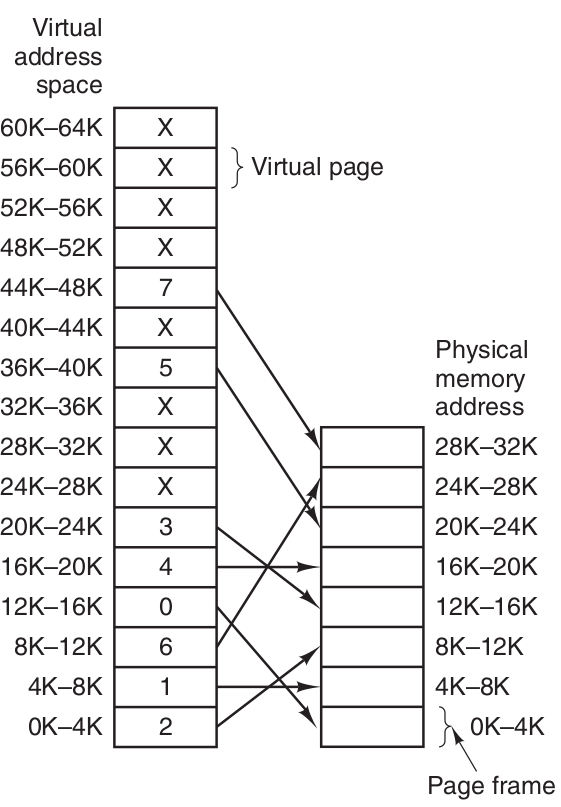 Virtual
address
space
60K–64K X
56K–60K X Virtual page
52K–56K X
48K–52K X
44K–48K 7
40K–44K X
36K–40K 5
32K–36K X
28K–32K X
24K–28K X
20K–24K 3
16K–20K 4
12K–16K 0
8K–12K 6
4K–8K 1
0K–4K 2
Physical
memory
address
28K–32K
24K–28K
20K–24K
16K–20K
12K–16K
8K–12K
4K–8K
0K–4K
Page frame